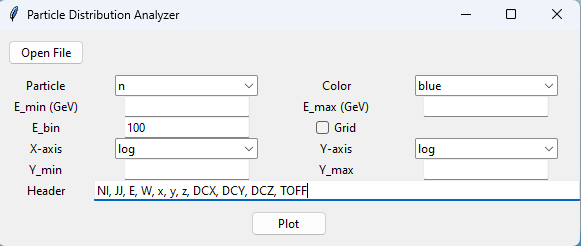 Particle Distribution Analyzer
Open File
Particle n Color blue
E_min (GeV) E_max (GeV)
E_bin 100 Grid
X-axis log Y-axis log
Y_min Y_max
Header NI, JJ, E, W, x, y, z, DCX, DCY, DCZ, TOFF
Plot